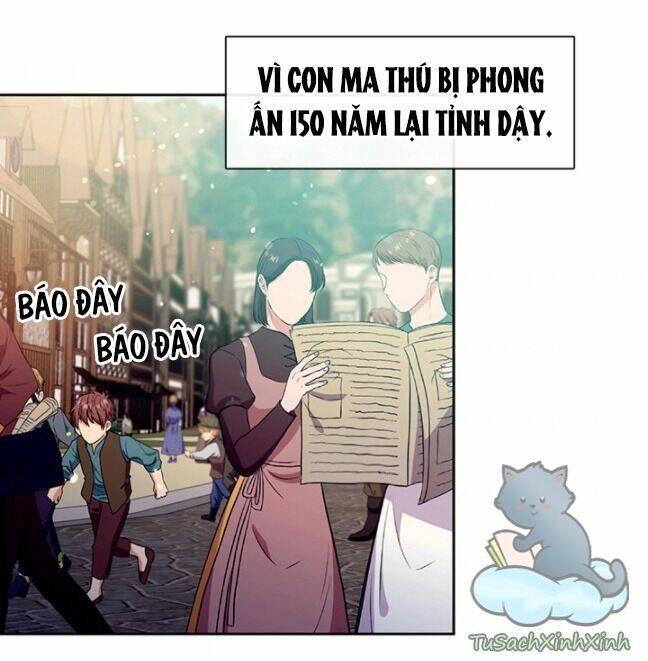 VÌ CON MA THÚ BỊ PHONG
ẤN 150 NĂM LẠI TỈNH DẬY.
BÁO ĐÂY
BÁO ĐÂY
TuSachXinhXinh